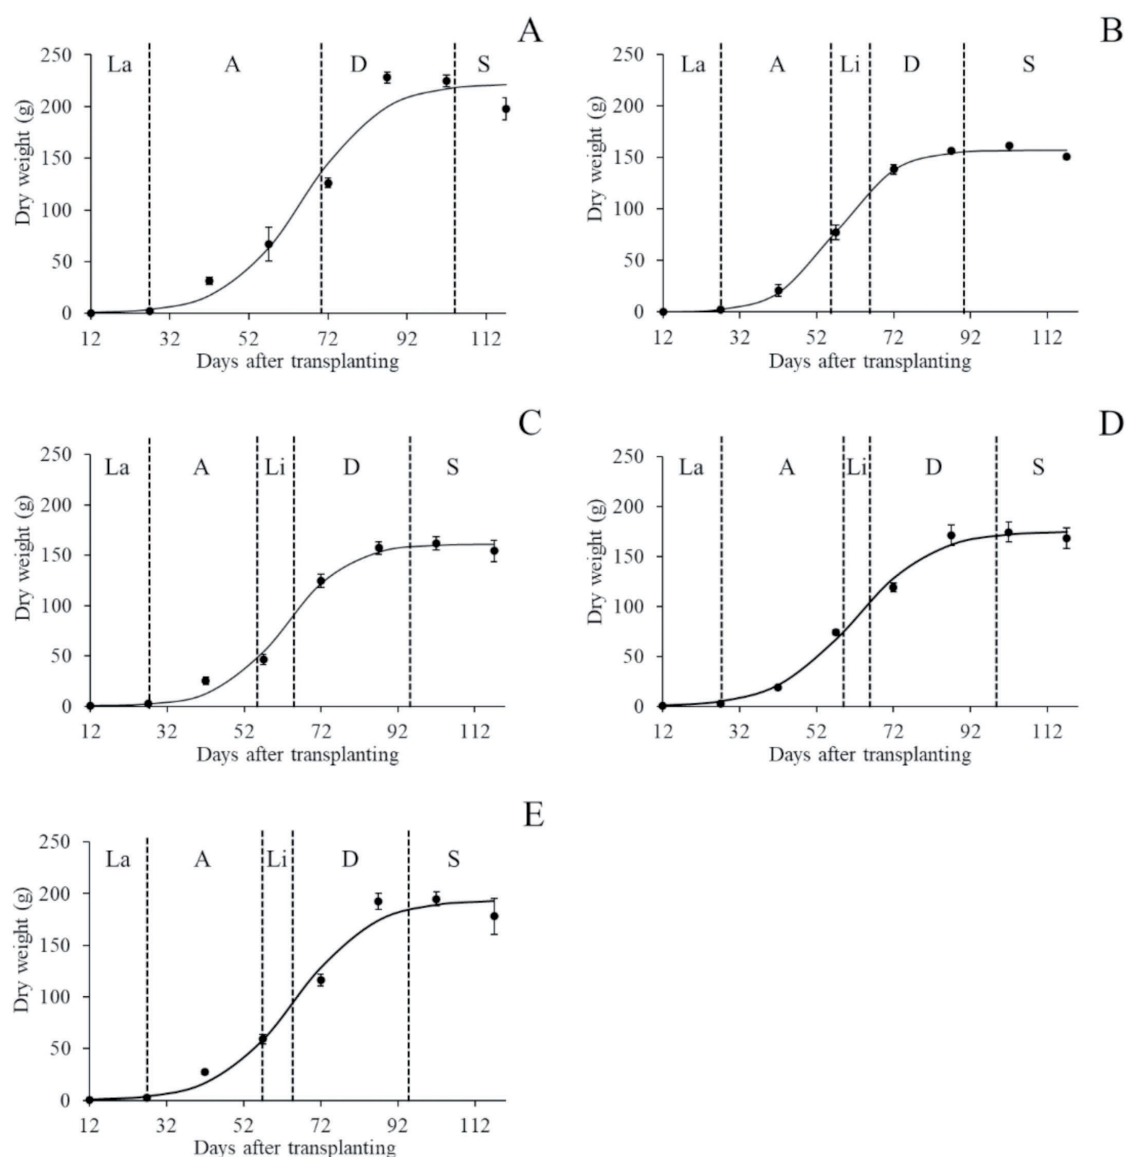 A
La A D S
250
200
150
100
50
0
Dry weight (g)
12 32 52 72 92 112
Days after transplanting
B
La A Li D S
250
200
150
100
50
0
Dry weight (g)
12 32 52 72 92 112
Days after transplanting
C
La A Li D S
250
200
150
100
50
0
Dry weight (g)
12 32 52 72 92 112
Days after transplanting
D
La A Li D S
250
200
150
100
50
0
Dry weight (g)
12 32 52 72 92 112
Days after transplanting
E
La A Li D S
250
200
150
100
50
0
Dry weight (g)
12 32 52 72 92 112
Days after transplanting